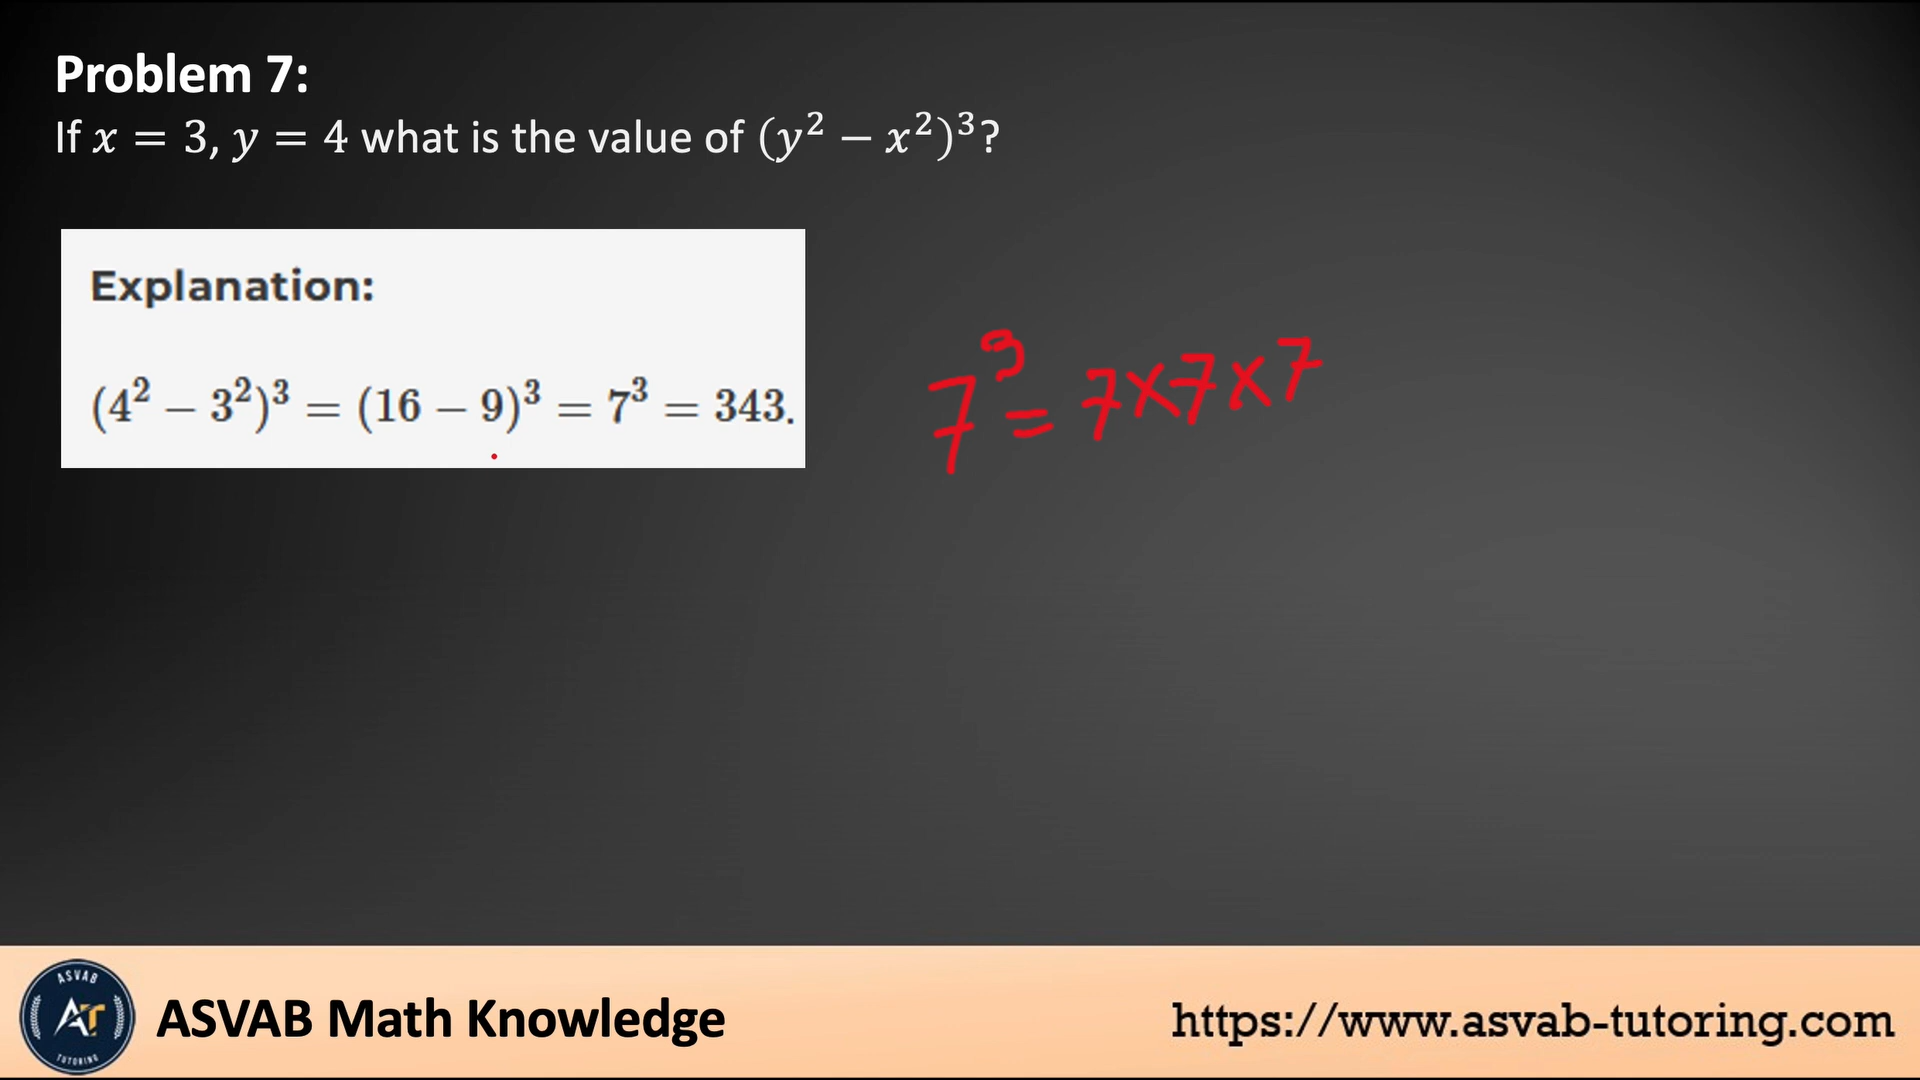 Problem 7:
If x = 3, y = 4 what is the value of (y² − x²)³?
Explanation:
(4² − 3²)³ = (16 − 9)³ = 7³ = 343.
7³ = 7×7×7
ASVAB
AT
TUTORING
ASVAB Math Knowledge
https://www.asvab-tutoring.com